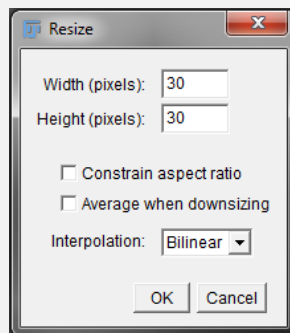 Resize
Width (pixels): 30
Height (pixels): 30
Constrain aspect ratio
Average when downsizing
Interpolation: Bilinear
OK Cancel